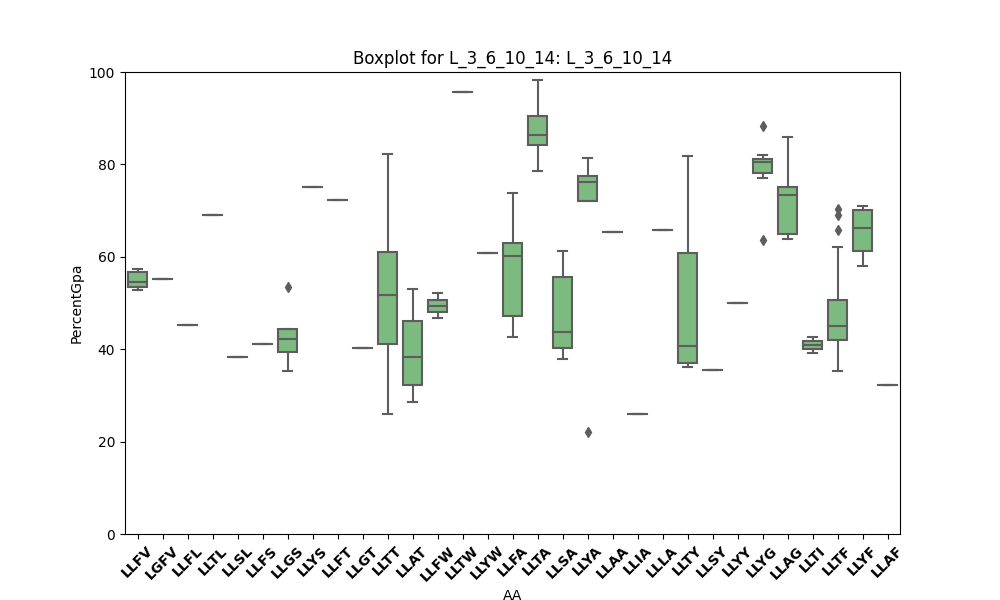 Boxplot for L_3_6_10_14: L_3_6_10_14
PercentGpa
100
80
60
40
20
0
LLFV LGFV LLFL LLTL LLSL LLFS LLGS LLYS LLFT LLGT LLTT LLAT LLFW LLTW LLYW LLFA LLTA LLSA LLYA LLAA LLIA LLLA LLTY LLSY LLYY LLYG LLAG LLTI LLTF LLYF LLAF
AA